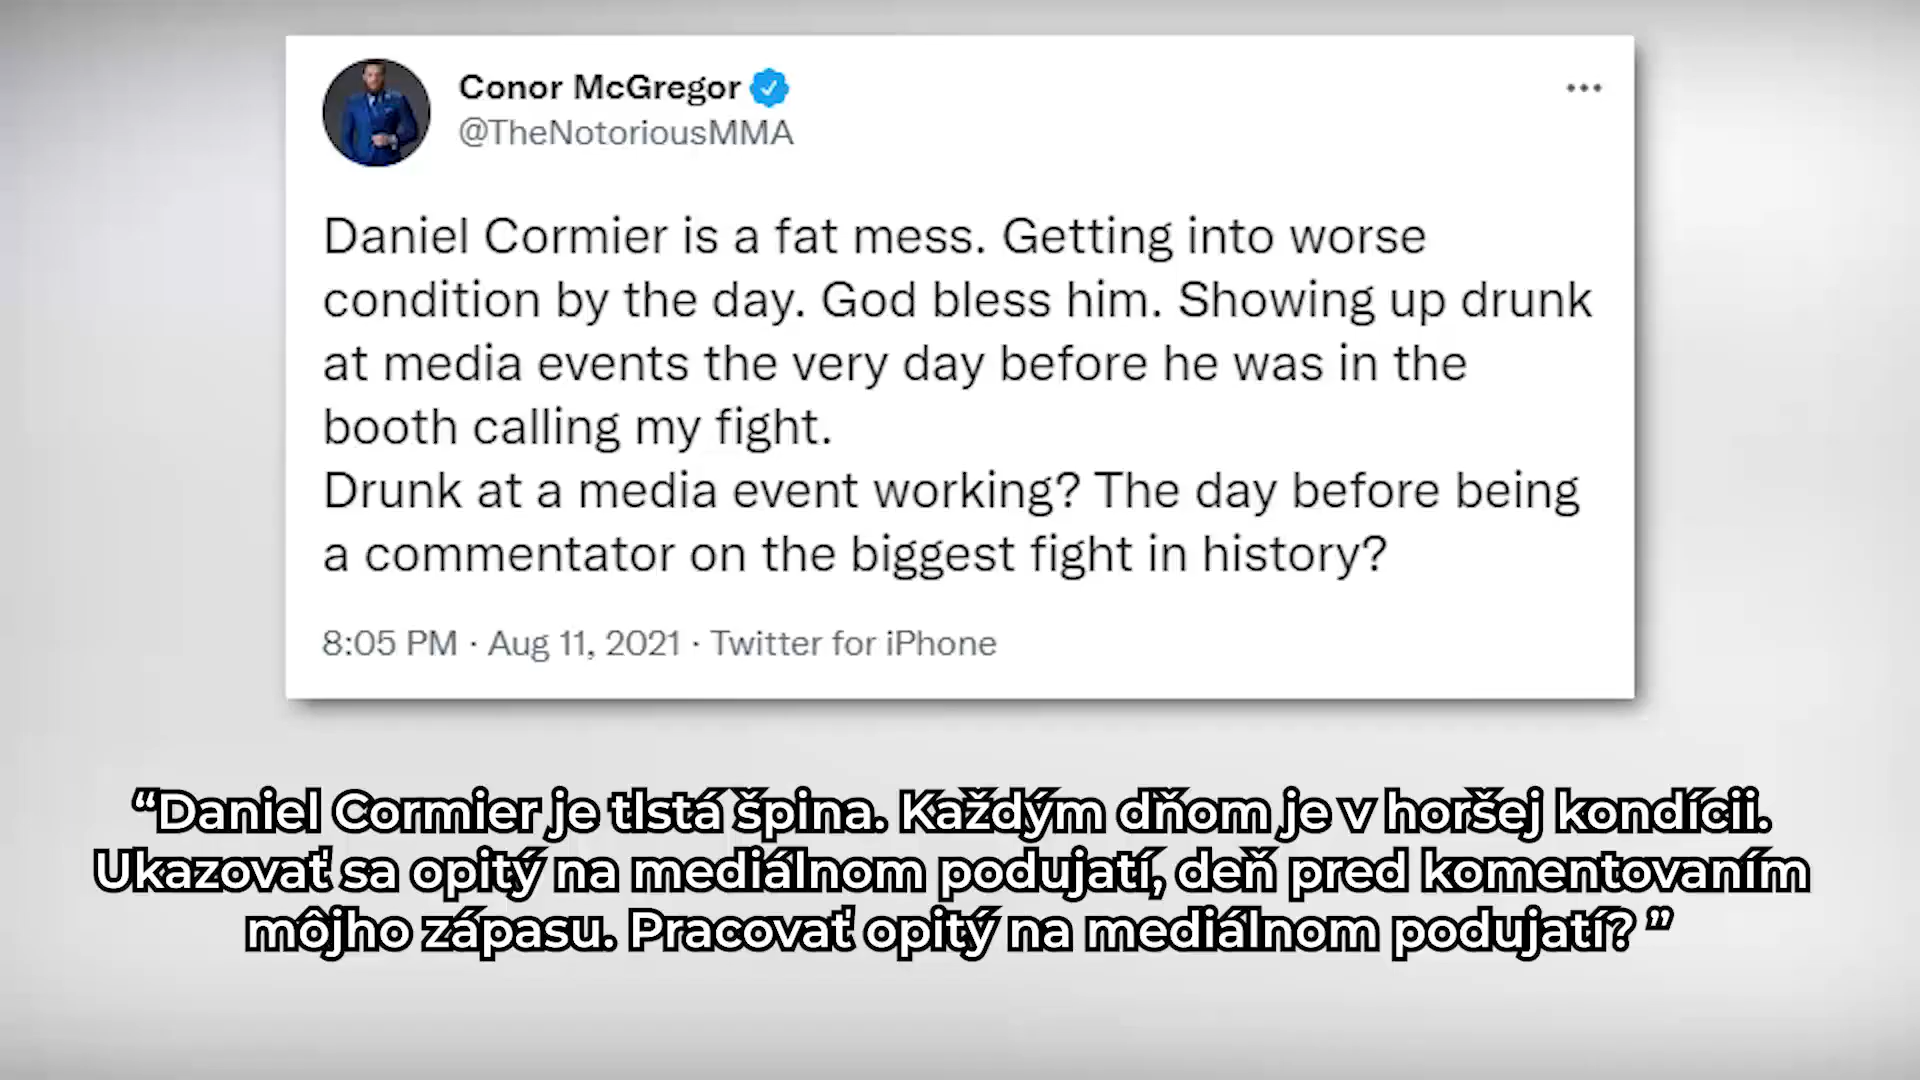 Conor McGregor
@TheNotoriousMMA
Daniel Cormier is a fat mess. Getting into worse
condition by the day. God bless him. Showing up drunk
at media events the very day before he was in the
booth calling my fight.
Drunk at a media event working? The day before being
a commentator on the biggest fight in history?
8:05 PM · Aug 11, 2021 · Twitter for iPhone
“Daniel Cormier je tlstá špina. Každým dňom je v horšej kondícii.
Ukazovať sa opitý na mediálnom podujatí, deň pred komentovaním
môjho zápasu. Pracovať opitý na mediálnom podujatí? ”